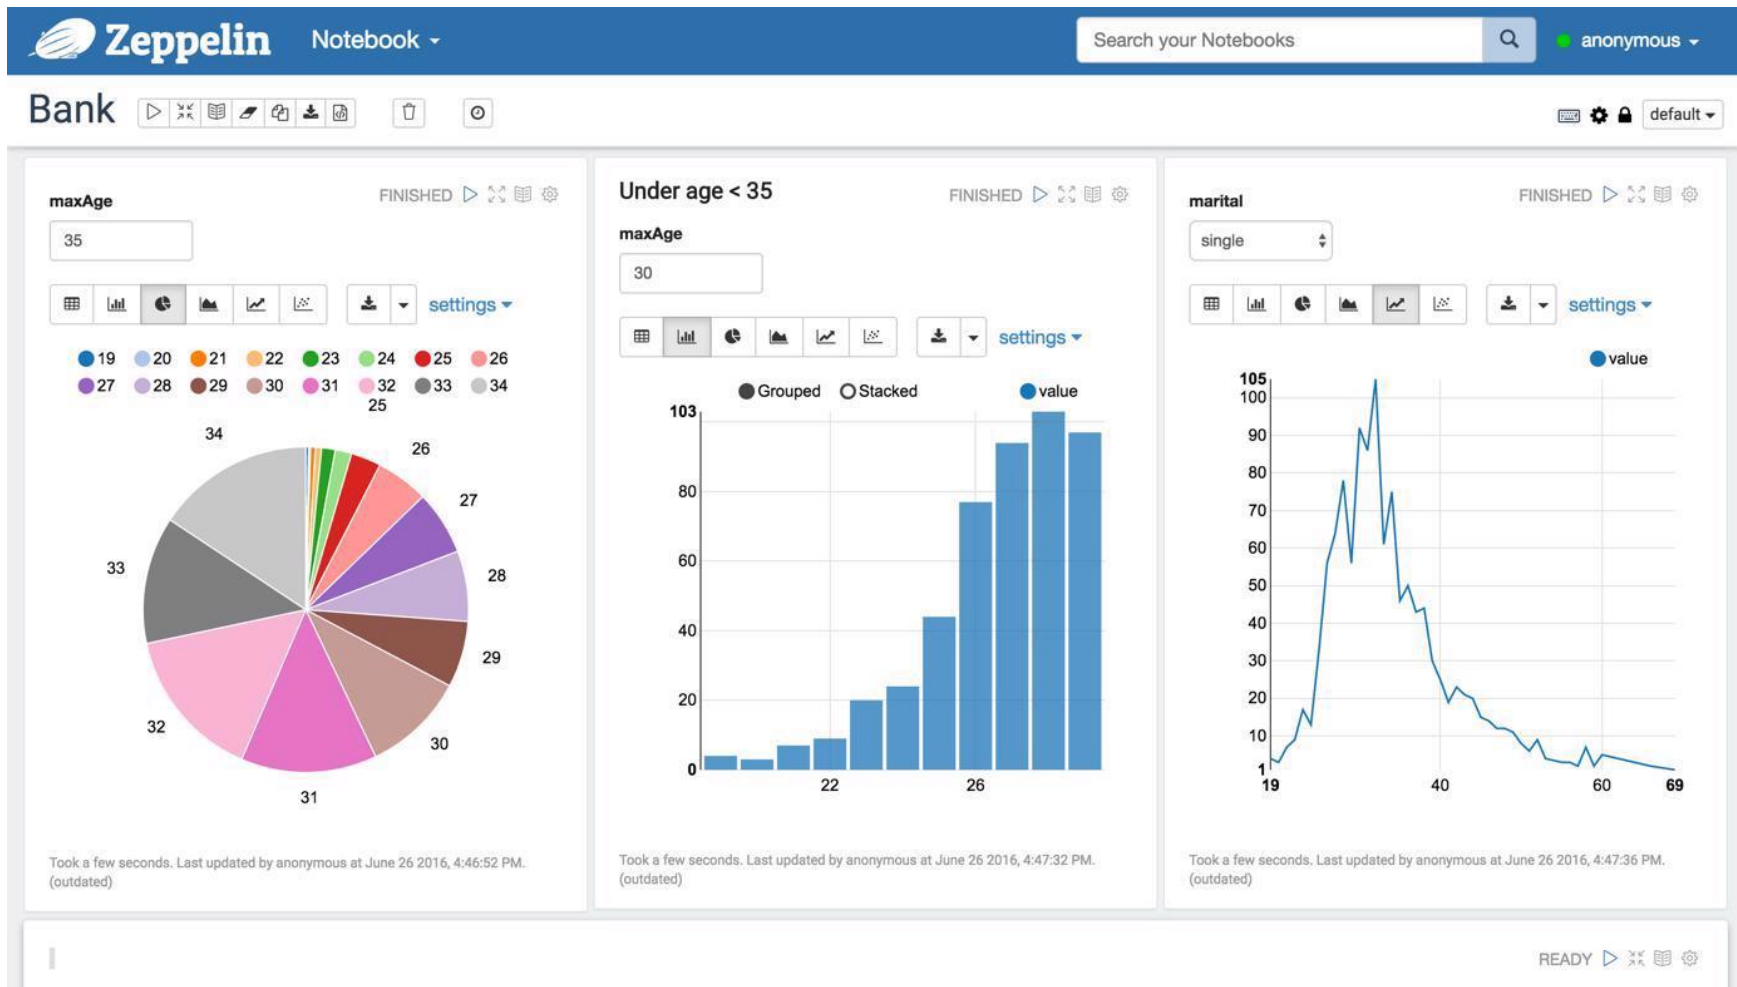 Zeppelin Notebook Search your Notebooks anonymous
Bank default
maxAge FINISHED
35
settings
19 20 21 22 23 24 25 26
27 28 29 30 31 32 33 34
25
34
26
27
33
28
29
32
30
31
Took a few seconds. Last updated by anonymous at June 26 2016, 4:46:52 PM.
(outdated)
Under age < 35 FINISHED
maxAge
30
settings
Grouped Stacked value
103
80
60
40
20
0
22 26
Took a few seconds. Last updated by anonymous at June 26 2016, 4:47:32 PM.
(outdated)
marital FINISHED
single
settings
value
105
100
90
80
70
60
50
40
30
20
10
1
19 40 60 69
Took a few seconds. Last updated by anonymous at June 26 2016, 4:47:36 PM.
(outdated)
READY